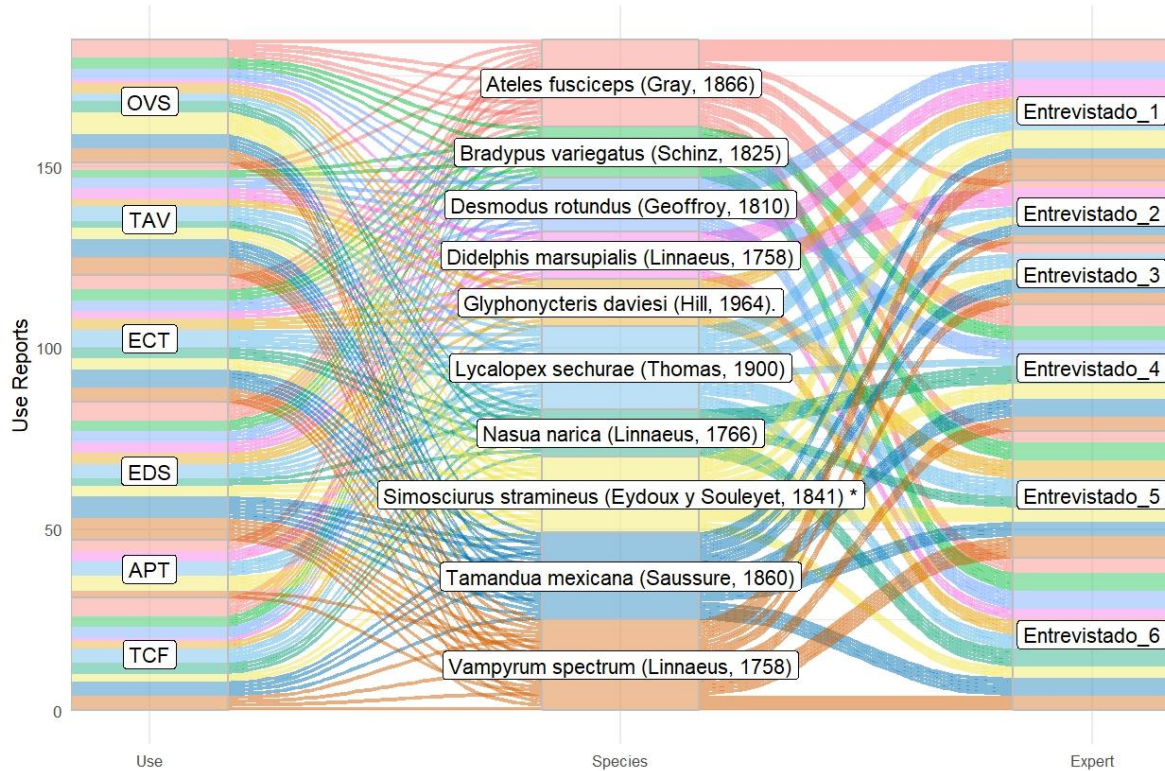 Use Reports
150
100
50
0
OVS
TAV
ECT
EDS
APT
TCF
Ateles fusciceps (Gray, 1866)
Bradypus variegatus (Schinz, 1825)
Desmodus rotundus (Geoffroy, 1810)
Didelphis marsupialis (Linnaeus, 1758)
Glyphonycteris daviesi (Hill, 1964).
Lycalopex sechurae (Thomas, 1900)
Nasua narica (Linnaeus, 1766)
Simosciurus stramineus (Eydoux y Souleyet, 1841) *
Tamandua mexicana (Saussure, 1860)
Vampyrum spectrum (Linnaeus, 1758)
Entrevistado_1
Entrevistado_2
Entrevistado_3
Entrevistado_4
Entrevistado_5
Entrevistado_6
Use
Species
Expert